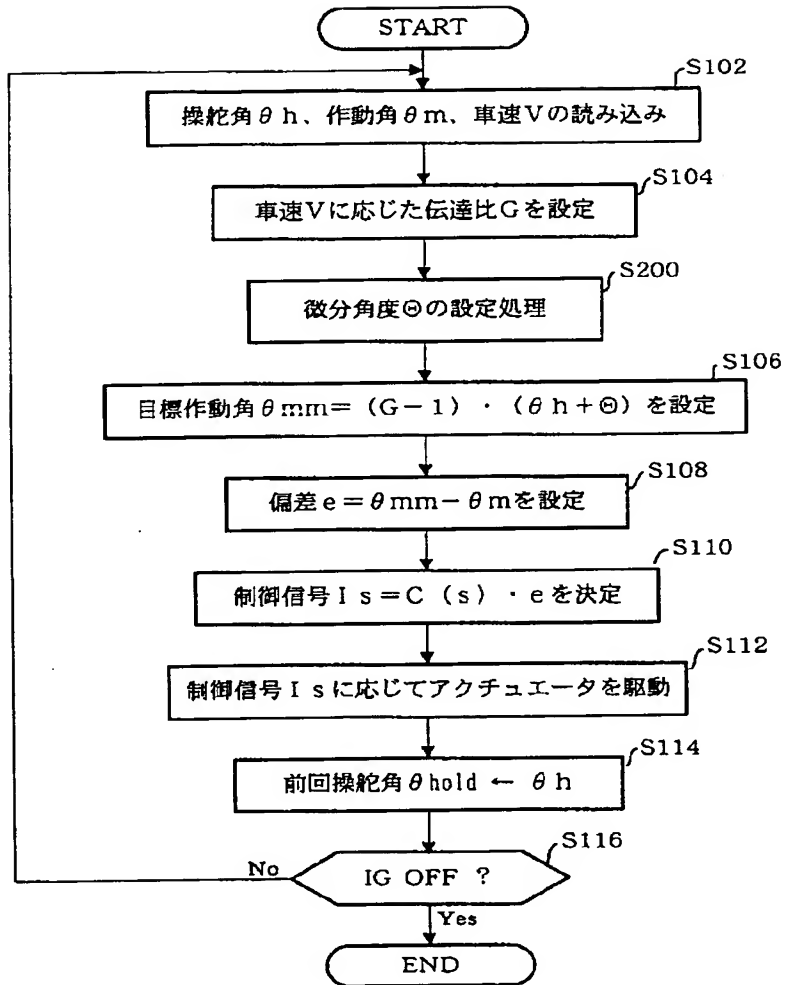 START
S102
操舵角θh、作動角θm、車速Vの読み込み
S104
車速Vに応じた伝達比Gを設定
S200
微分角度Θの設定処理
S106
目標作動角θmm=(G-1)・(θh+Θ)を設定
S108
偏差e=θmm-θmを設定
S110
制御信号Is=C(s)・eを決定
S112
制御信号Isに応じてアクチュエータを駆動
S114
前回操舵角θhold ← θh
S116
IG OFF ?
No
Yes
END